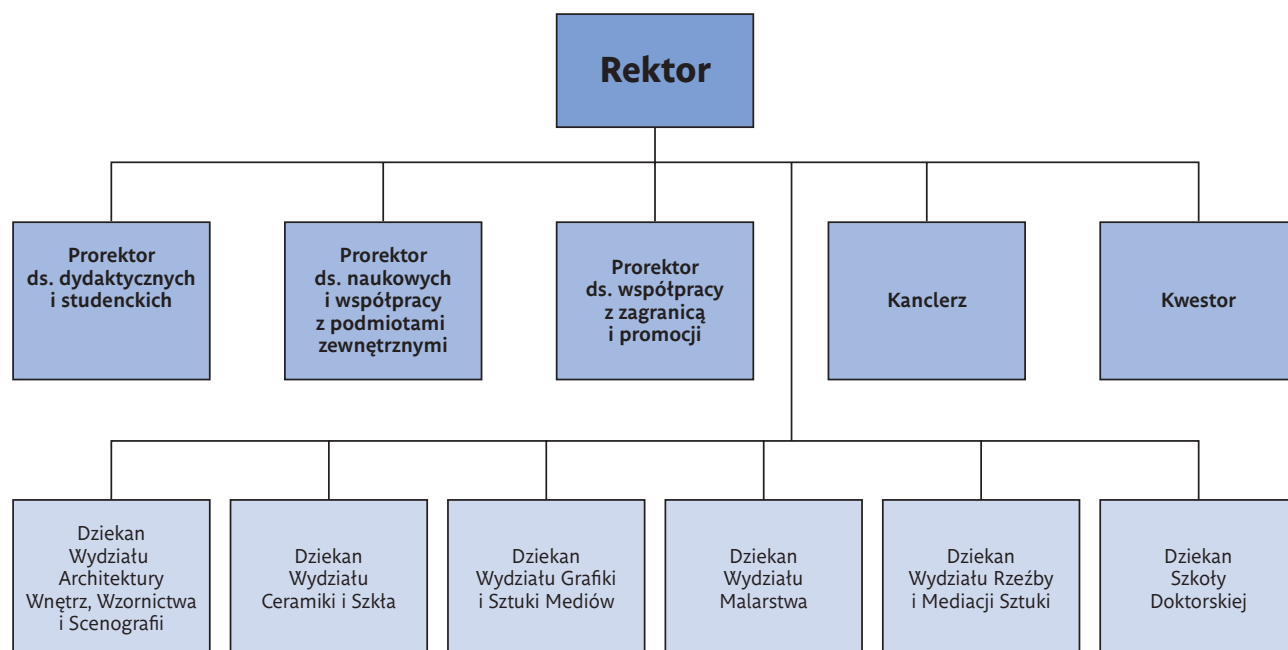 Rektor
Prorektor
ds. dydaktycznych
i studenckich
Prorektor
ds. naukowych
i współpracy
z podmiotami
zewnętrznymi
Prorektor
ds. współpracy
z zagranicą
i promocji
Kanclerz
Kwestor
Dziekan
Wydziału
Architektury
Wnętrz, Wzornictwa
i Scenografii
Dziekan
Wydziału
Ceramiki i Szkła
Dziekan
Wydziału Grafiki
i Sztuki Mediów
Dziekan
Wydziału
Malarstwa
Dziekan
Wydziału Rzeźby
i Mediacji Sztuki
Dziekan
Szkoły
Doktorskiej